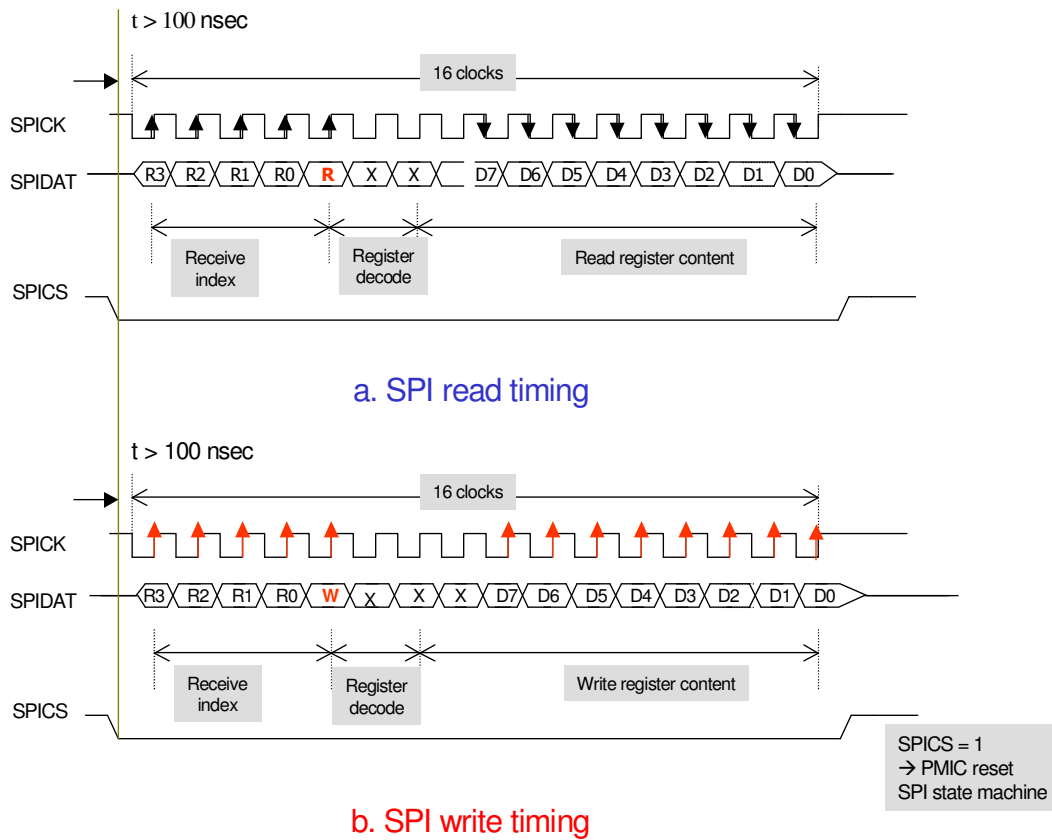 t > 100 nsec
16 clocks
SPICK
SPIDAT R3 R2 R1 R0 R X X D7 D6 D5 D4 D3 D2 D1 D0
Receive
index
Register
decode
Read register content
SPICS
a. SPI read timing
t > 100 nsec
16 clocks
SPICK
SPIDAT R3 R2 R1 R0 W X X X D7 D6 D5 D4 D3 D2 D1 D0
Receive
index
Register
decode
Write register content
SPICS
SPICS = 1
→ PMIC reset
SPI state machine
b. SPI write timing